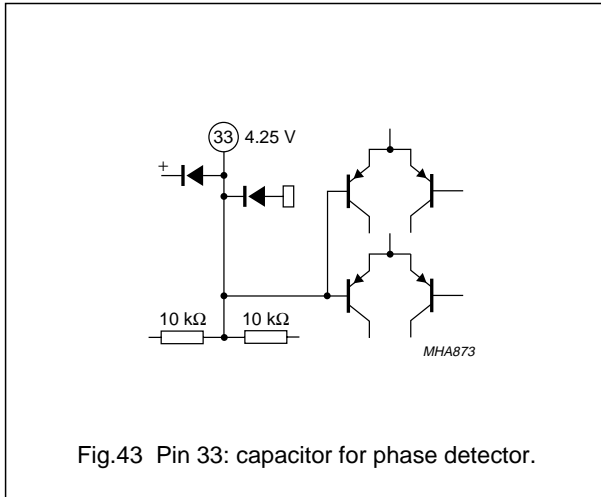 33 4.25 V
+
10 kΩ 10 kΩ
MHA873
Fig.43 Pin 33: capacitor for phase detector.